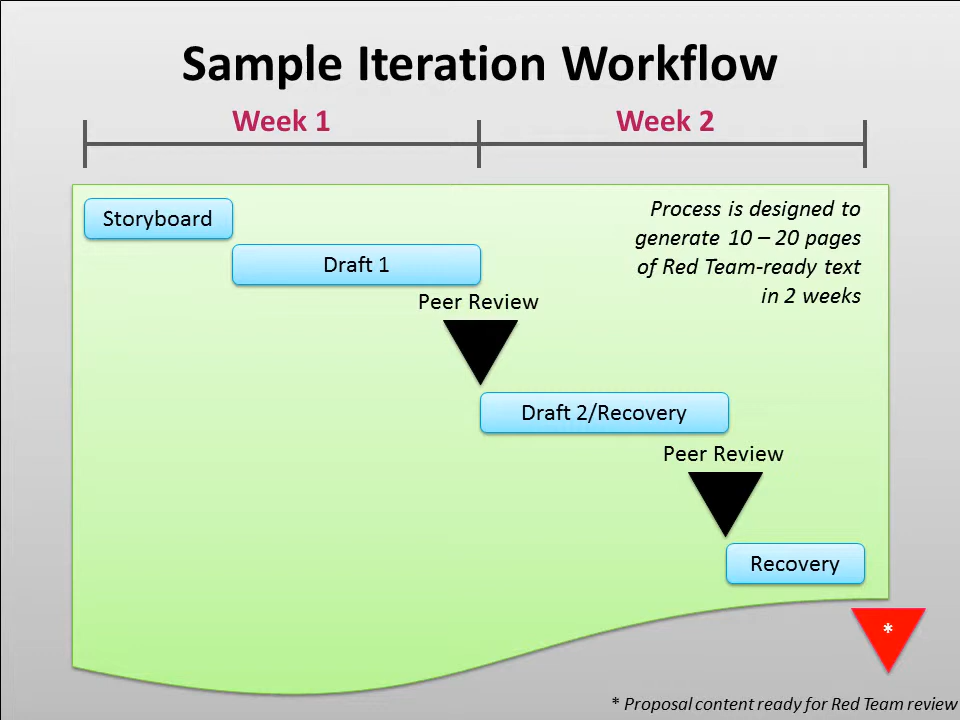 Sample Iteration Workflow
Week 1
Week 2
Storyboard
Process is designed to
generate 10 – 20 pages
of Red Team-ready text
in 2 weeks
Draft 1
Peer Review
Draft 2/Recovery
Peer Review
Recovery
*
* Proposal content ready for Red Team review